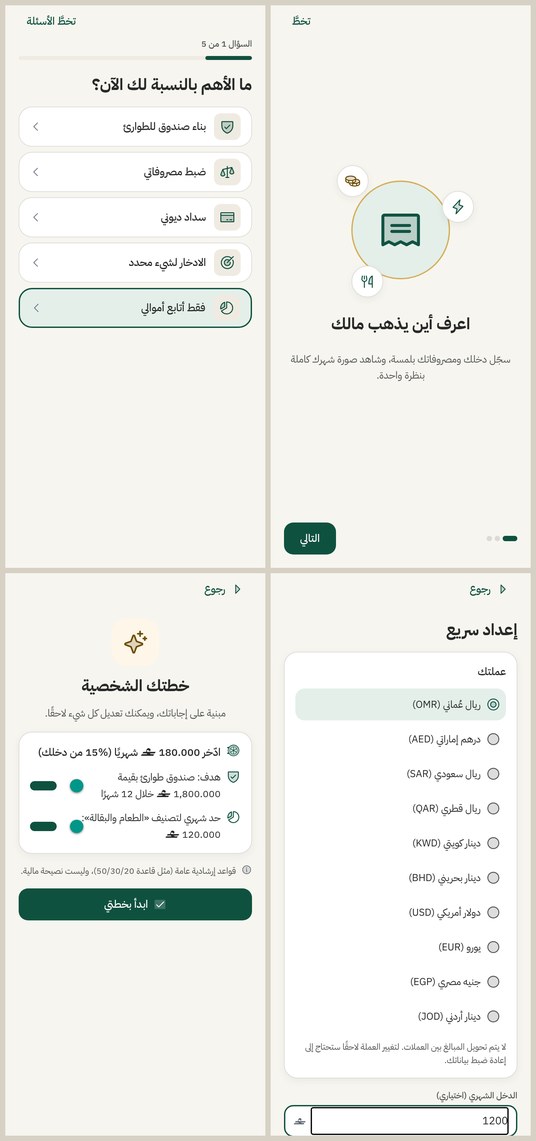 تخطَّ
اعرف أين يذهب مالك
سجّل دخلك ومصروفاتك بلمسة، وشاهد صورة شهرك كاملة
بنظرة واحدة.
التالي
تخطَّ الأسئلة
السؤال 1 من 5
ما الأهم بالنسبة لك الآن؟
بناء صندوق للطوارئ
ضبط مصروفاتي
سداد ديوني
الادخار لشيء محدد
فقط أتابع أموالي
رجوع
إعداد سريع
عملتك
ريال عُماني (OMR)
درهم إماراتي (AED)
ريال سعودي (SAR)
ريال قطري (QAR)
دينار كويتي (KWD)
دينار بحريني (BHD)
دولار أمريكي (USD)
يورو (EUR)
جنيه مصري (EGP)
دينار أردني (JOD)
لا يتم تحويل المبالغ بين العملات. لتغيير العملة لاحقًا ستحتاج إلى
إعادة ضبط بياناتك.
الدخل الشهري (اختياري)
1200
رجوع
خطتك الشخصية
مبنية على إجاباتك، ويمكنك تعديل كل شيء لاحقًا.
ادّخر 180.000 شهريًا (15% من دخلك)
هدف: صندوق طوارئ بقيمة
1,800.000 خلال 12 شهرًا
حد شهري لتصنيف «الطعام والبقالة»:
120.000
قواعد إرشادية عامة (مثل قاعدة 50/30/20)، وليست نصيحة مالية.
ابدأ بخطتي